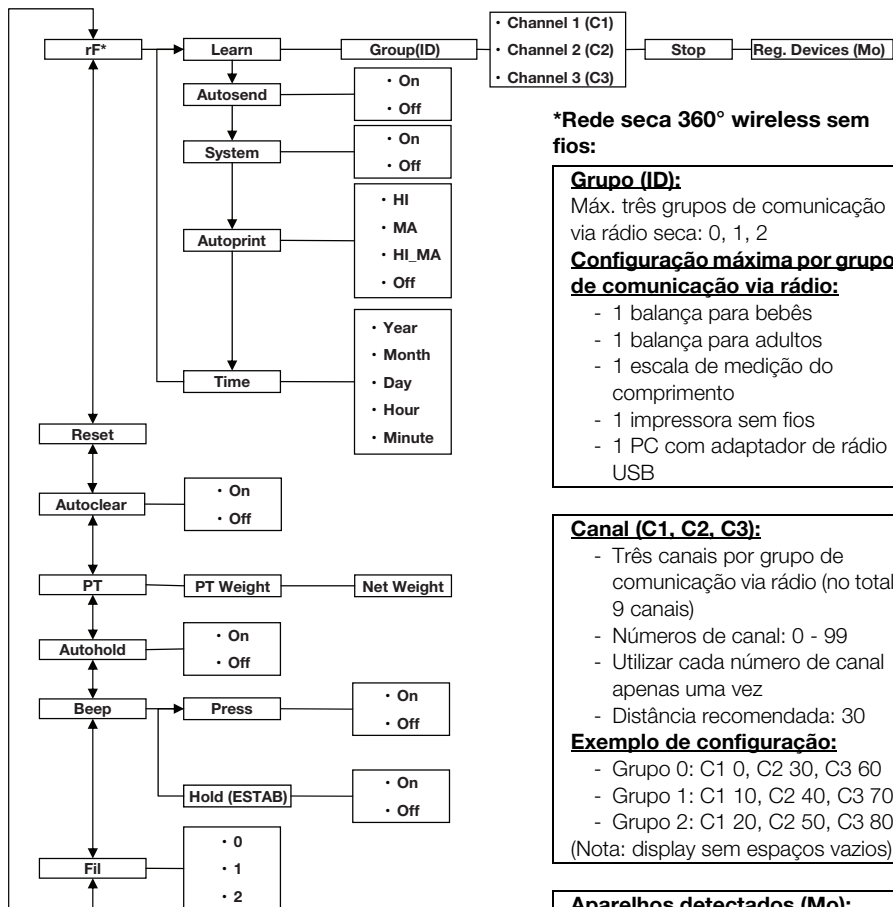 rF*
Learn
Group(ID)
• Channel 1 (C1)
• Channel 2 (C2)
• Channel 3 (C3)
Stop
Reg. Devices (Mo)
Autosend
• On
• Off
System
• On
• Off
Autoprint
• HI
• MA
• HI_MA
• Off
Time
• Year
• Month
• Day
• Hour
• Minute
Reset
Autoclear
• On
• Off
PT
PT Weight
Net Weight
Autohold
• On
• Off
Beep
Press
• On
• Off
Hold (ESTAB)
• On
• Off
Fil
• 0
• 1
• 2
*Rede seca 360° wireless sem
fios:
Grupo (ID):
Máx. três grupos de comunicação
via rádio seca: 0, 1, 2
Configuração máxima por grupo
de comunicação via rádio:
- 1 balança para bebês
- 1 balança para adultos
- 1 escala de medição do
comprimento
- 1 impressora sem fios
- 1 PC com adaptador de rádio
USB
Canal (C1, C2, C3):
- Três canais por grupo de
comunicação via rádio (no total
9 canais)
- Números de canal: 0 - 99
- Utilizar cada número de canal
apenas uma vez
- Distância recomendada: 30
Exemplo de configuração:
- Grupo 0: C1 0, C2 30, C3 60
- Grupo 1: C1 10, C2 40, C3 70
- Grupo 2: C1 20, C2 50, C3 80
(Nota: display sem espaços vazios)
Aparelhos detectados (Mo):